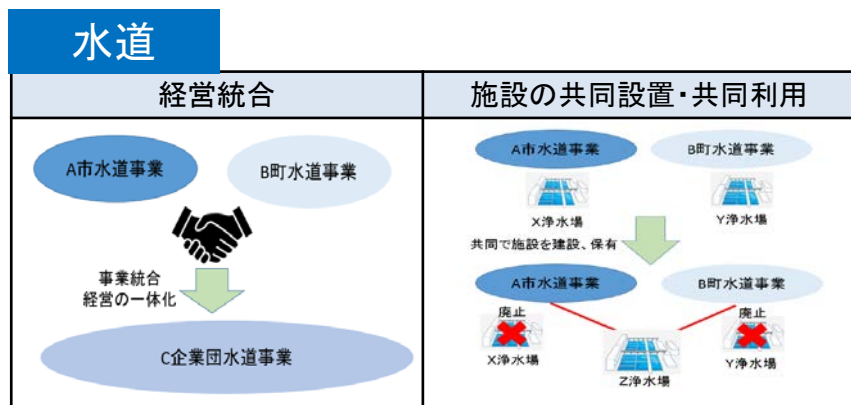 水道
経営統合
施設の共同設置・共同利用
A市水道事業
B町水道事業
事業統合
経営の一体化
C企業団水道事業
A市水道事業
B町水道事業
X浄水場
Y浄水場
共同で施設を建設、保有
A市水道事業
B町水道事業
廃止
廃止
X浄水場
Z浄水場
Y浄水場